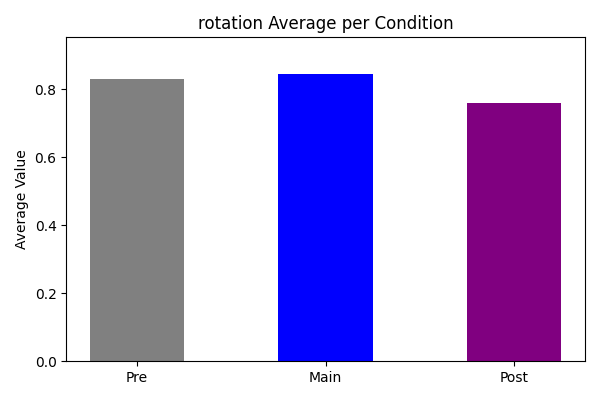 rotation Average per Condition
Average Value
0.8
0.6
0.4
0.2
0.0
Pre
Main
Post